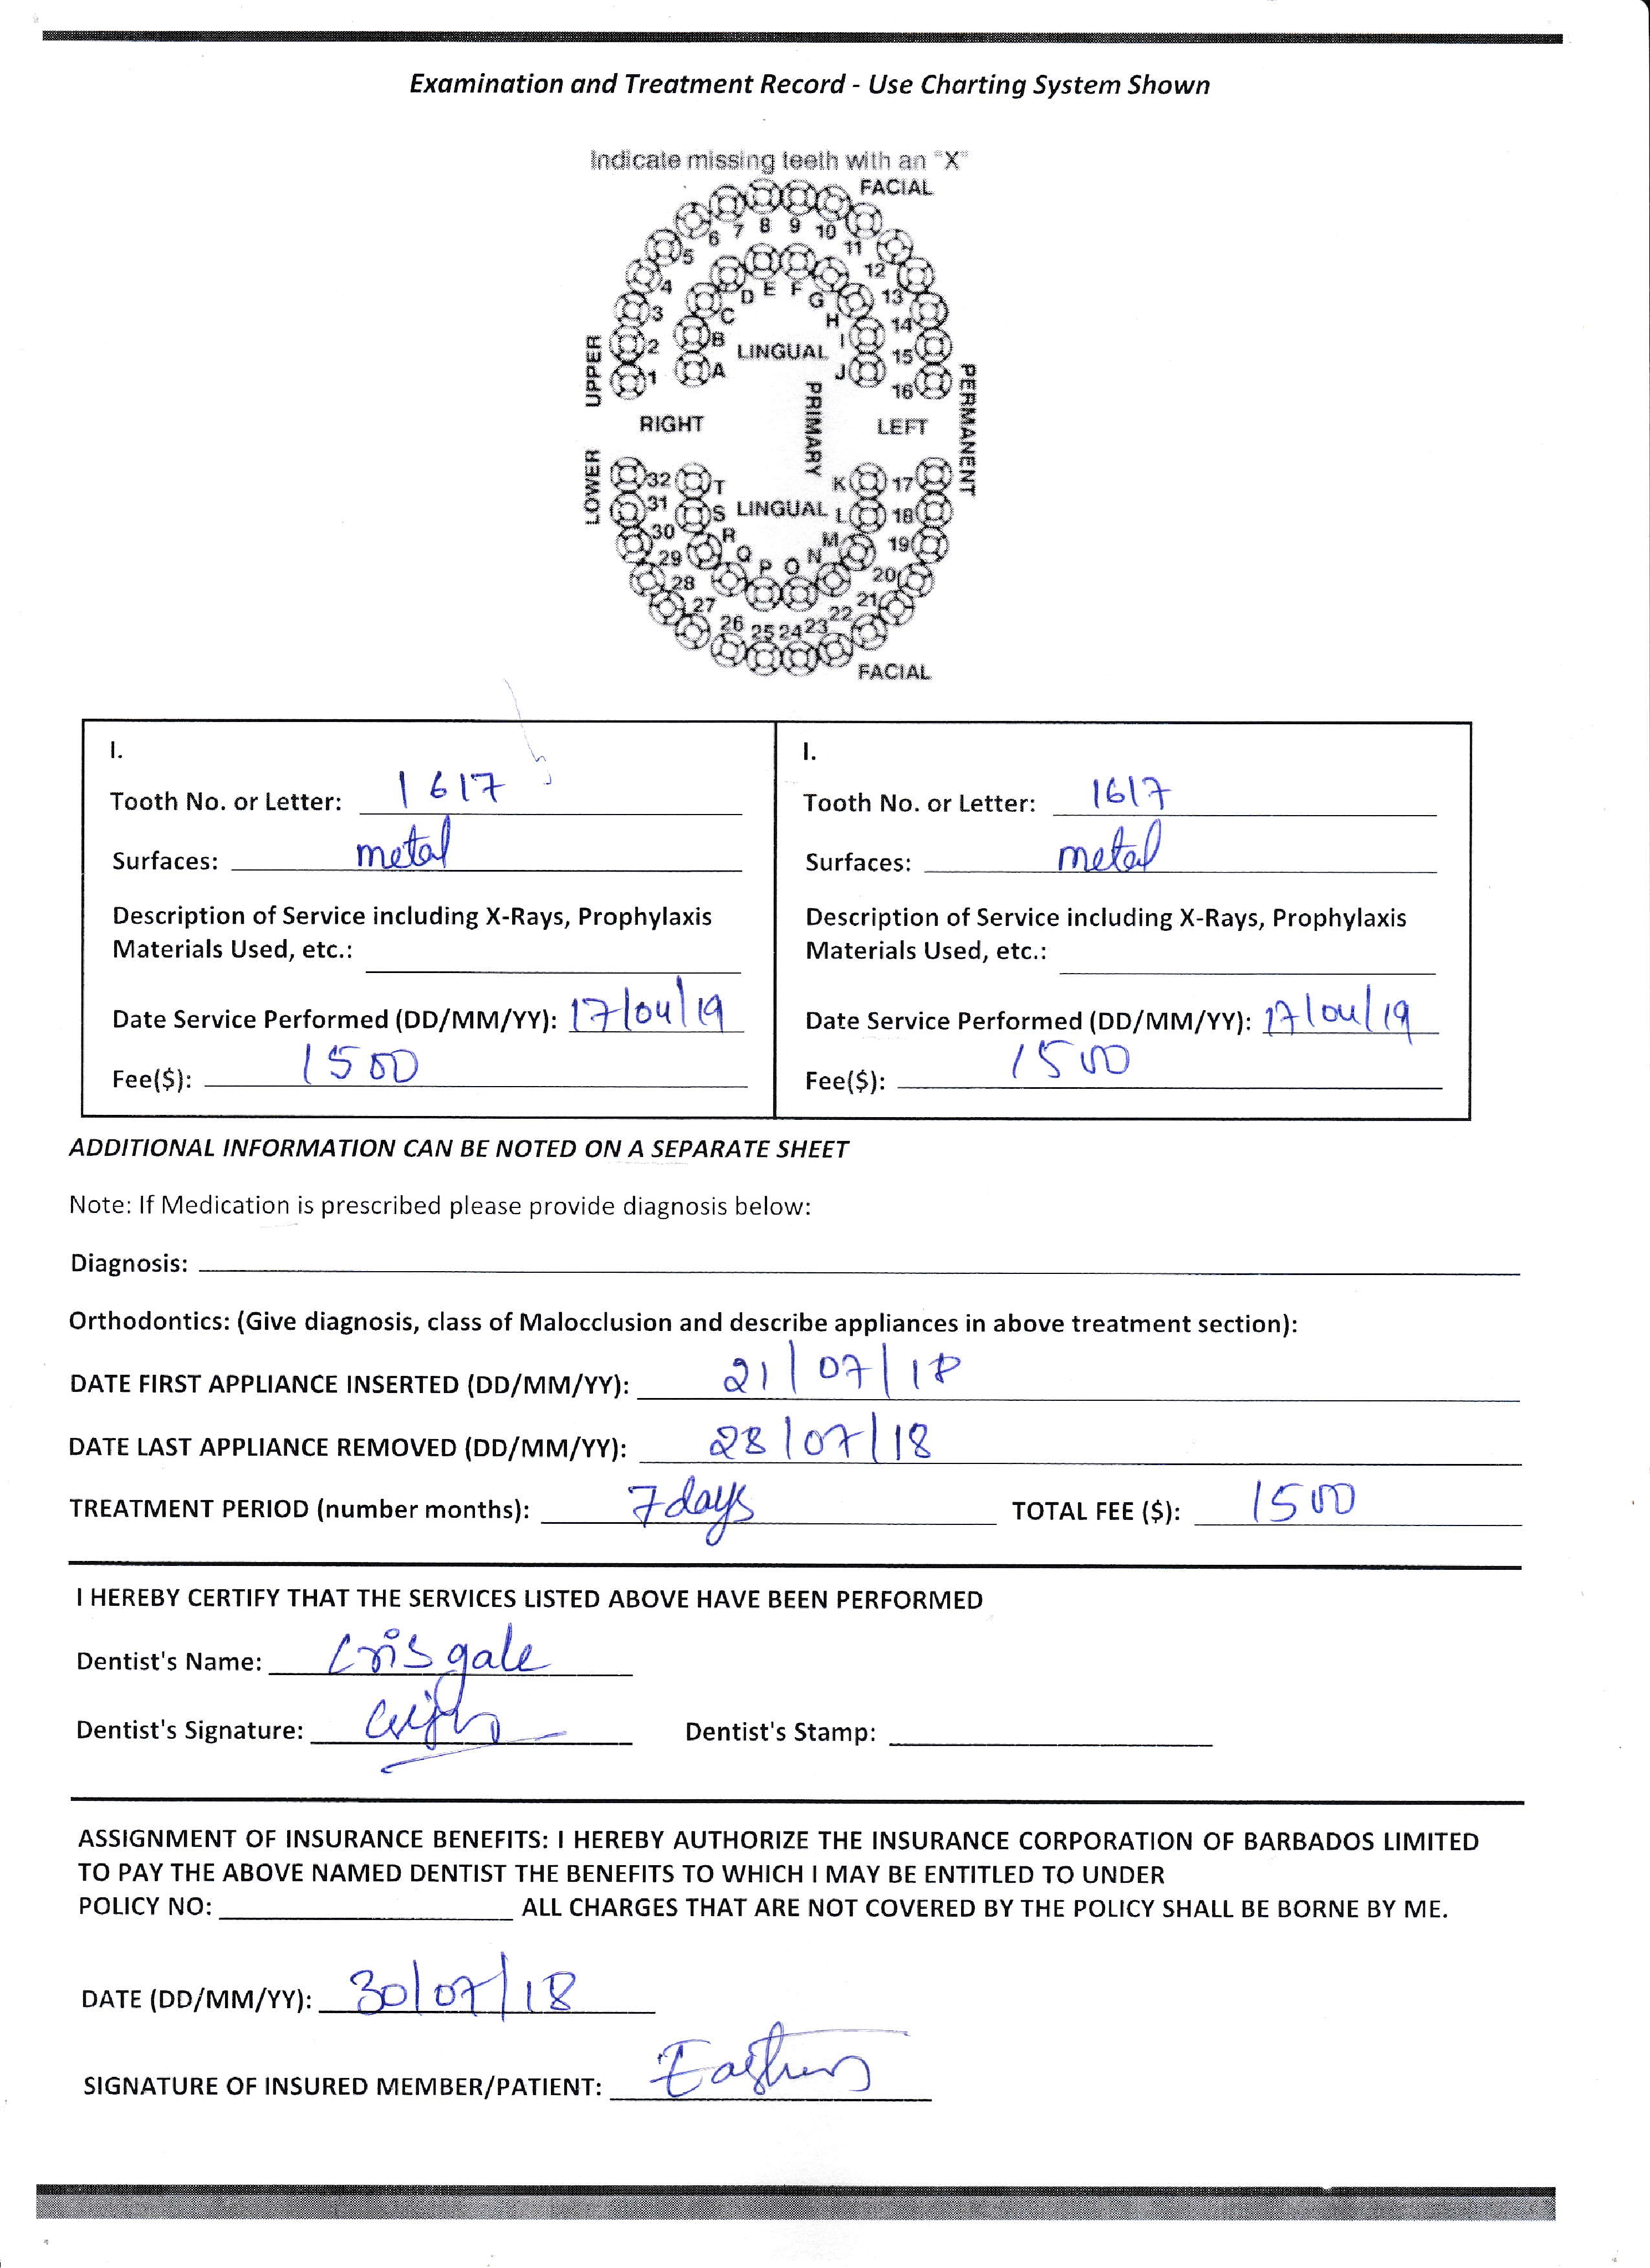 Examination and Treatment Record - Use Charting System Shown
Indicate missing teeth with an "X"
FACIAL
1 2 3 4 5 6 7 8 9 10 11 12 13 14 15 16
A B C D E F G H I J
UPPER
LINGUAL
RIGHT
PRIMARY
LEFT
PERMANENT
LOWER
LINGUAL
T S R Q P O N M L K
32 31 30 29 28 27 26 25 24 23 22 21 20 19 18 17
FACIAL
I.
Tooth No. or Letter: 1617
Surfaces: metal
Description of Service including X-Rays, Prophylaxis
Materials Used, etc.:
Date Service Performed (DD/MM/YY): 17/04/19
Fee($): 1500
I.
Tooth No. or Letter: 1617
Surfaces: metal
Description of Service including X-Rays, Prophylaxis
Materials Used, etc.:
Date Service Performed (DD/MM/YY): 17/04/19
Fee($): 1500
ADDITIONAL INFORMATION CAN BE NOTED ON A SEPARATE SHEET
Note: If Medication is prescribed please provide diagnosis below:
Diagnosis:
Orthodontics: (Give diagnosis, class of Malocclusion and describe appliances in above treatment section):
DATE FIRST APPLIANCE INSERTED (DD/MM/YY): 21/07/18
DATE LAST APPLIANCE REMOVED (DD/MM/YY): 28/07/18
TREATMENT PERIOD (number months): 7days TOTAL FEE ($): 1500
I HEREBY CERTIFY THAT THE SERVICES LISTED ABOVE HAVE BEEN PERFORMED
Dentist's Name: Cris gale
Dentist's Signature: Dentist's Stamp:
ASSIGNMENT OF INSURANCE BENEFITS: I HEREBY AUTHORIZE THE INSURANCE CORPORATION OF BARBADOS LIMITED
TO PAY THE ABOVE NAMED DENTIST THE BENEFITS TO WHICH I MAY BE ENTITLED TO UNDER
POLICY NO: ALL CHARGES THAT ARE NOT COVERED BY THE POLICY SHALL BE BORNE BY ME.
DATE (DD/MM/YY): 30/07/18
SIGNATURE OF INSURED MEMBER/PATIENT: